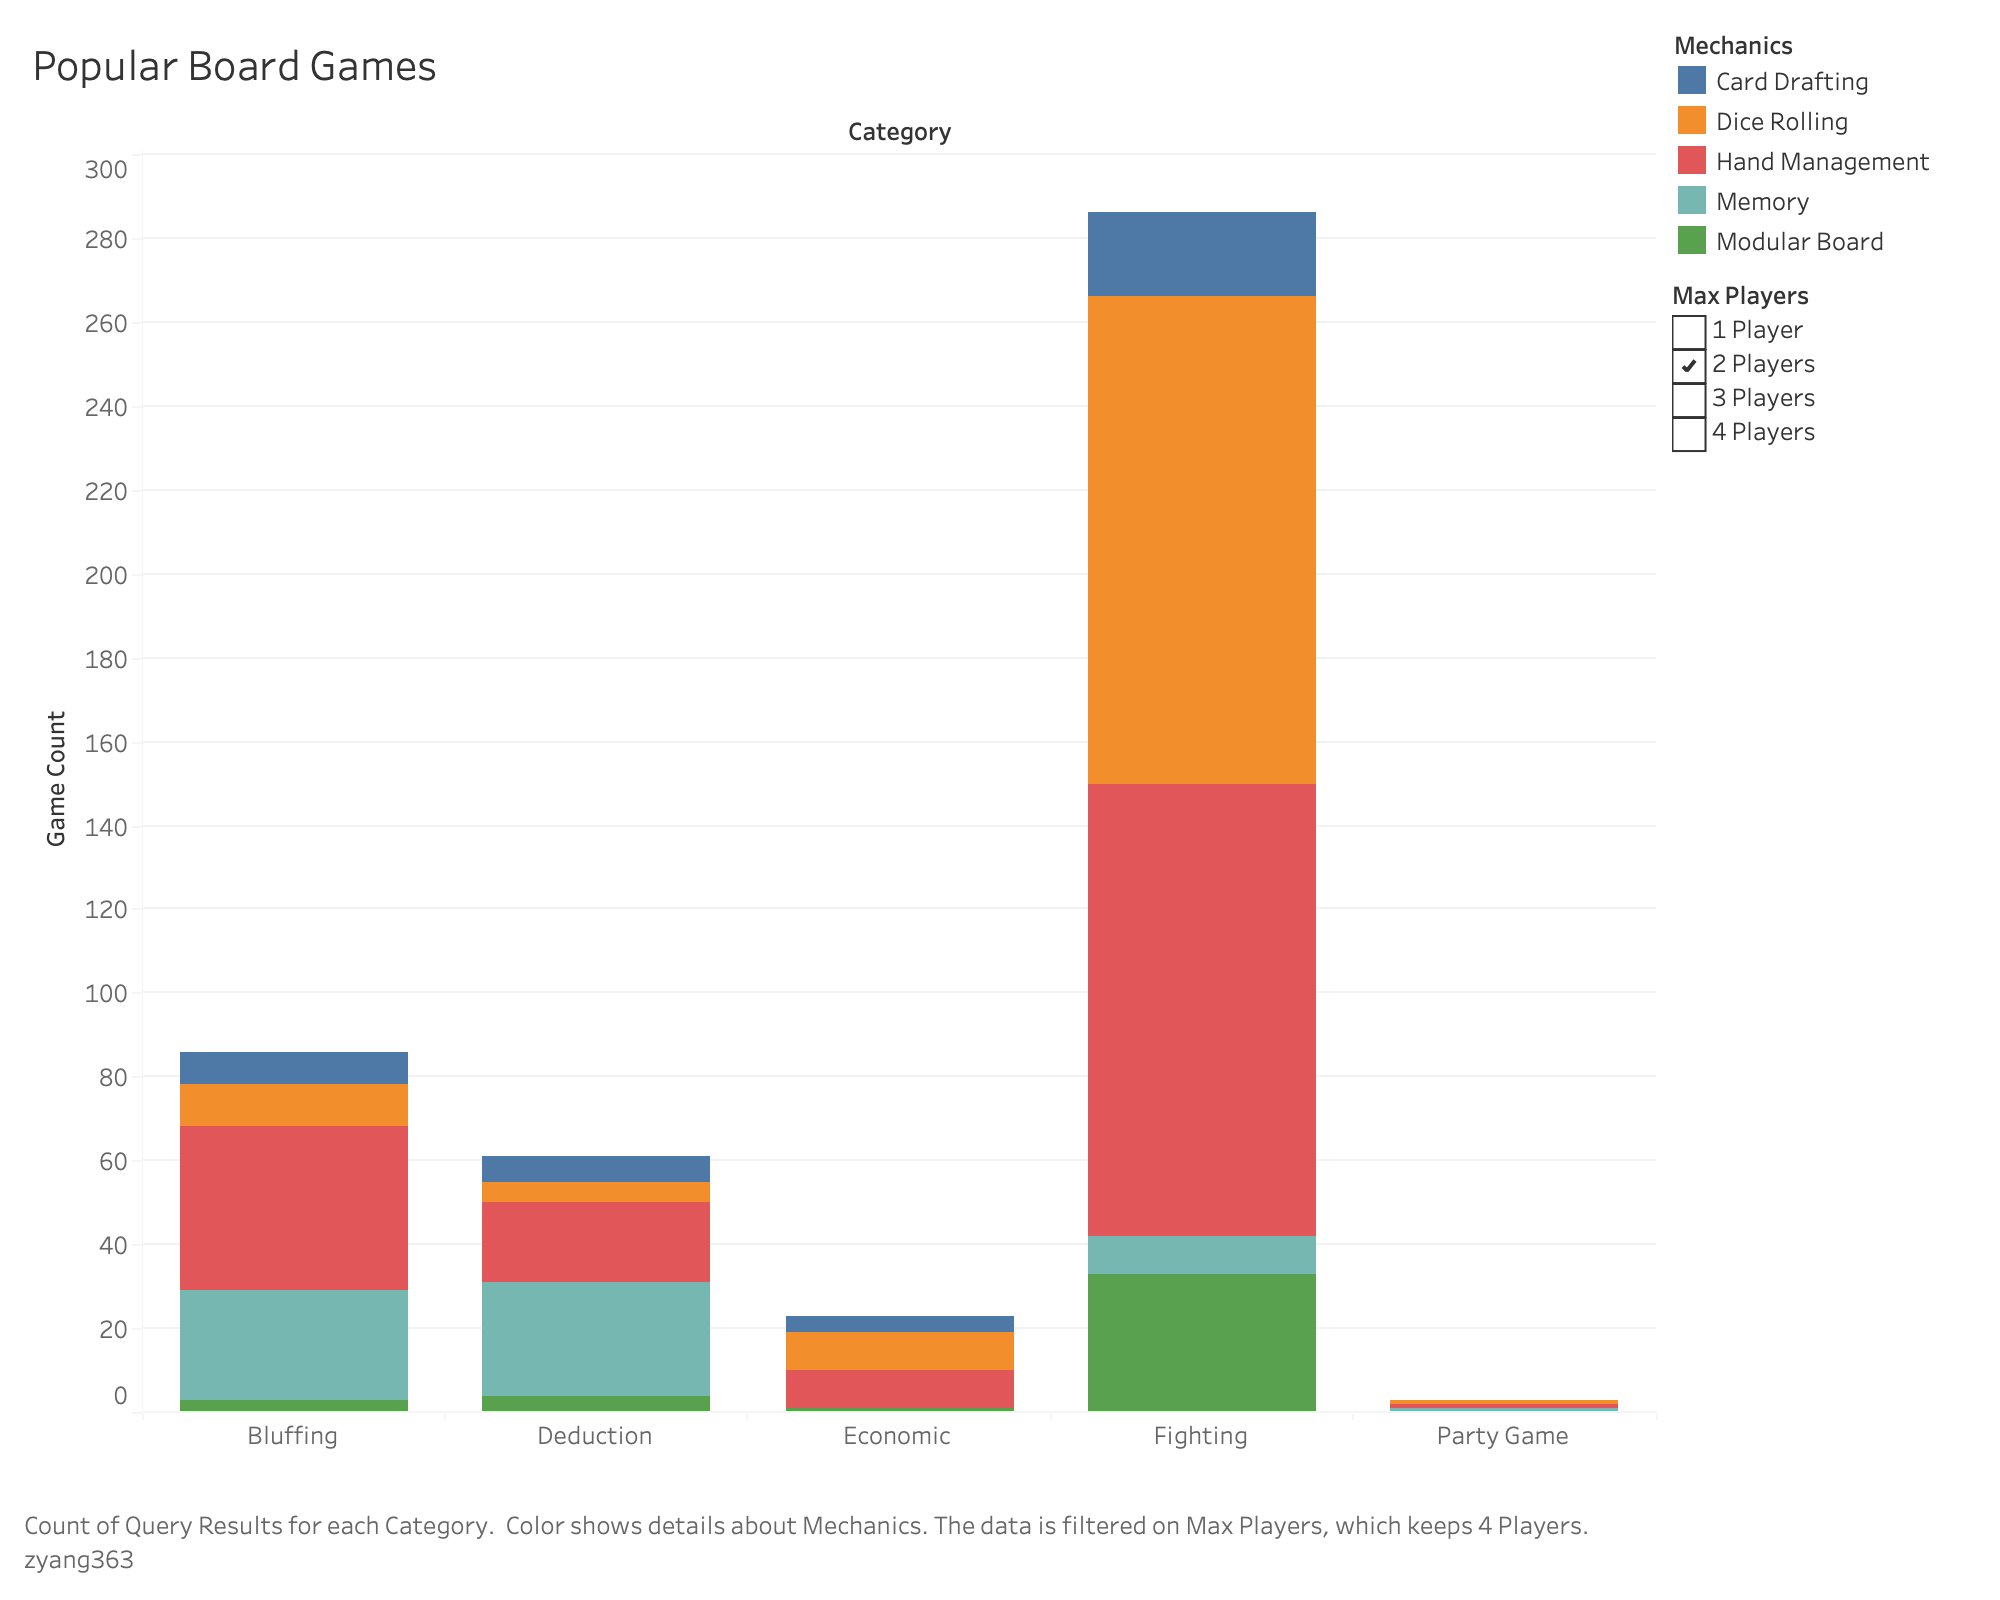 Popular Board Games
Category
300
280
260
240
220
200
180
160
140
120
100
80
60
40
20
0
Game Count
Bluffing
Deduction
Economic
Fighting
Party Game
Mechanics
Card Drafting
Dice Rolling
Hand Management
Memory
Modular Board
Max Players
1 Player
2 Players
3 Players
4 Players
Count of Query Results for each Category.  Color shows details about Mechanics. The data is filtered on Max Players, which keeps 4 Players.
zyang363